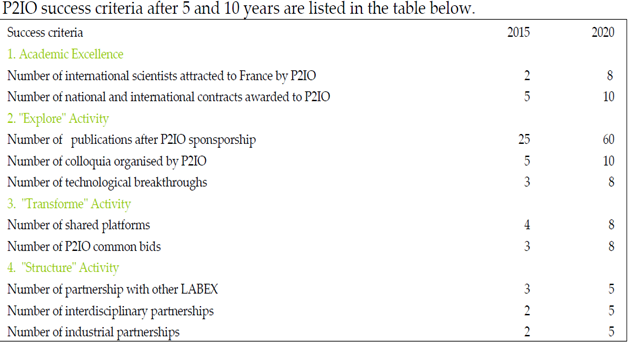 P2IO success criteria after 5 and 10 years are listed in the table below.
Success criteria 2015 2020
1. Academic Excellence
Number of international scientists attracted to France by P2IO 2 8
Number of national and international contracts awarded to P2IO 5 10
2. "Explore" Activity
Number of publications after P2IO sponsporship 25 60
Number of colloquia organised by P2IO 5 10
Number of technological breakthroughs 3 8
3. "Transforme" Activity
Number of shared platforms 4 8
Number of P2IO common bids 3 8
4. "Structure" Activity
Number of partnership with other LABEX 3 5
Number of interdisciplinary partnerships 2 5
Number of industrial partnerships 2 5